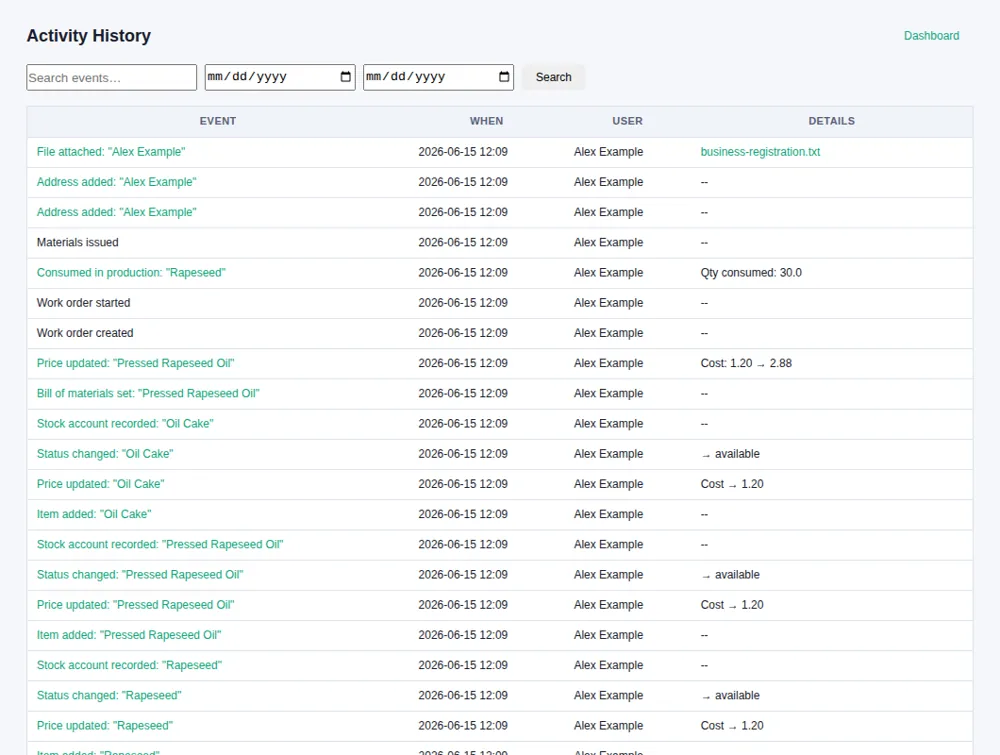 Activity History
Dashboard
Search events…
mm/dd/yyyy
mm/dd/yyyy
Search
EVENT WHEN USER DETAILS
File attached: "Alex Example" 2026-06-15 12:09 Alex Example business-registration.txt
Address added: "Alex Example" 2026-06-15 12:09 Alex Example --
Address added: "Alex Example" 2026-06-15 12:09 Alex Example --
Materials issued 2026-06-15 12:09 Alex Example --
Consumed in production: "Rapeseed" 2026-06-15 12:09 Alex Example Qty consumed: 30.0
Work order started 2026-06-15 12:09 Alex Example --
Work order created 2026-06-15 12:09 Alex Example --
Price updated: "Pressed Rapeseed Oil" 2026-06-15 12:09 Alex Example Cost: 1.20 → 2.88
Bill of materials set: "Pressed Rapeseed Oil" 2026-06-15 12:09 Alex Example --
Stock account recorded: "Oil Cake" 2026-06-15 12:09 Alex Example --
Status changed: "Oil Cake" 2026-06-15 12:09 Alex Example → available
Price updated: "Oil Cake" 2026-06-15 12:09 Alex Example Cost → 1.20
Item added: "Oil Cake" 2026-06-15 12:09 Alex Example --
Stock account recorded: "Pressed Rapeseed Oil" 2026-06-15 12:09 Alex Example --
Status changed: "Pressed Rapeseed Oil" 2026-06-15 12:09 Alex Example → available
Price updated: "Pressed Rapeseed Oil" 2026-06-15 12:09 Alex Example Cost → 1.20
Item added: "Pressed Rapeseed Oil" 2026-06-15 12:09 Alex Example --
Stock account recorded: "Rapeseed" 2026-06-15 12:09 Alex Example --
Status changed: "Rapeseed" 2026-06-15 12:09 Alex Example → available
Price updated: "Rapeseed" 2026-06-15 12:09 Alex Example Cost → 1.20
Item added: "Rapeseed" 2026-06-15 12:09 Alex Example --